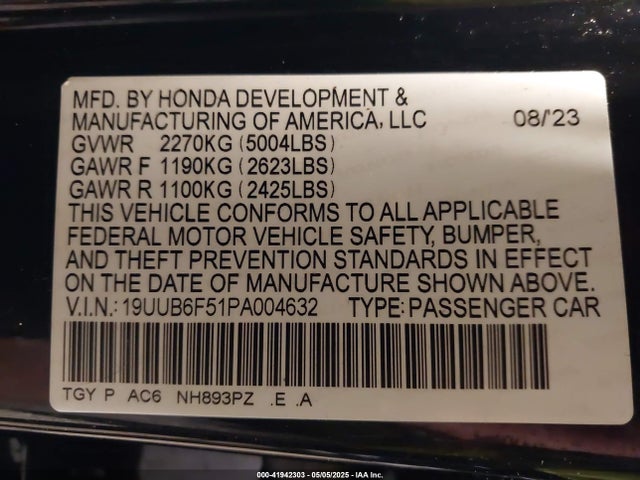 MFD. BY HONDA DEVELOPMENT &
MANUFACTURING OF AMERICA, LLC 08/'23
GVWR 2270KG (5004LBS)
GAWR F 1190KG (2623LBS)
GAWR R 1100KG (2425LBS)
THIS VEHICLE CONFORMS TO ALL APPLICABLE
FEDERAL MOTOR VEHICLE SAFETY, BUMPER,
AND THEFT PREVENTION STANDARDS IN EFFECT
ON THE DATE OF MANUFACTURE SHOWN ABOVE.
V.I.N.: 19UUB6F51PA004632 TYPE: PASSENGER CAR
TGY P AC6 NH893PZ .E .A
000-41942303 - 05/05/2025 - IAA Inc.